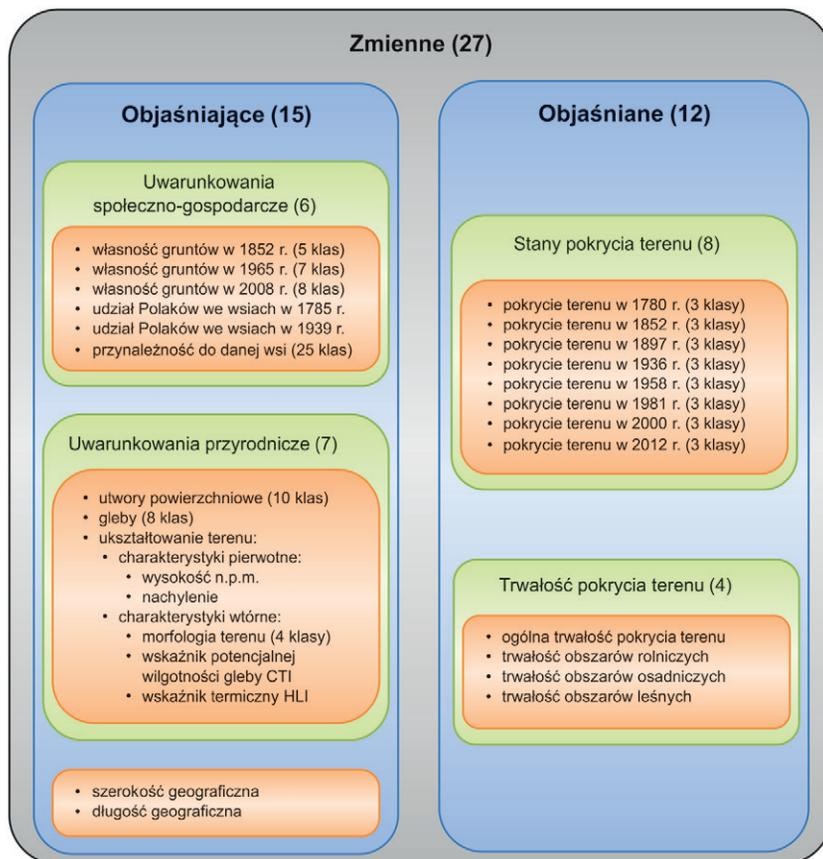 Zmienne (27)
Objaśniające (15)
Uwarunkowania
społeczno-gospodarcze (6)
• własność gruntów w 1852 r. (5 klas)
• własność gruntów w 1965 r. (7 klas)
• własność gruntów w 2008 r. (8 klas)
• udział Polaków we wsiach w 1785 r.
• udział Polaków we wsiach w 1939 r.
• przynależność do danej wsi (25 klas)
Uwarunkowania przyrodnicze (7)
• utwory powierzchniowe (10 klas)
• gleby (8 klas)
• ukształtowanie terenu:
• charakterystyki pierwotne:
• wysokość n.p.m.
• nachylenie
• charakterystyki wtórne:
• morfologia terenu (4 klasy)
• wskaźnik potencjalnej
wilgotności gleby CTI
• wskaźnik termiczny HLI
• szerokość geograficzna
• długość geograficzna
Objaśniane (12)
Stany pokrycia terenu (8)
• pokrycie terenu w 1780 r. (3 klasy)
• pokrycie terenu w 1852 r. (3 klasy)
• pokrycie terenu w 1897 r. (3 klasy)
• pokrycie terenu w 1936 r. (3 klasy)
• pokrycie terenu w 1958 r. (3 klasy)
• pokrycie terenu w 1981 r. (3 klasy)
• pokrycie terenu w 2000 r. (3 klasy)
• pokrycie terenu w 2012 r. (3 klasy)
Trwałość pokrycia terenu (4)
• ogólna trwałość pokrycia terenu
• trwałość obszarów rolniczych
• trwałość obszarów osadniczych
• trwałość obszarów leśnych